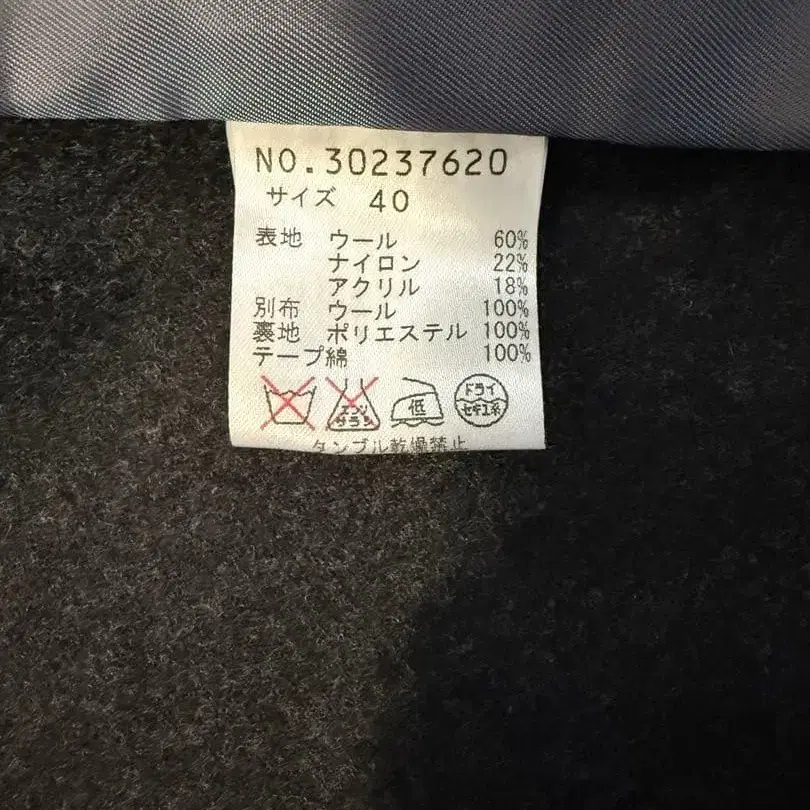 NO.30237620
サイズ 40
表地 ウール 60%
ナイロン 22%
アクリル 18%
別布 ウール 100%
裏地 ポリエステル 100%
テープ綿 100%
エンソ サラシ 低 ドライ セキユ系
タンブル乾燥禁止